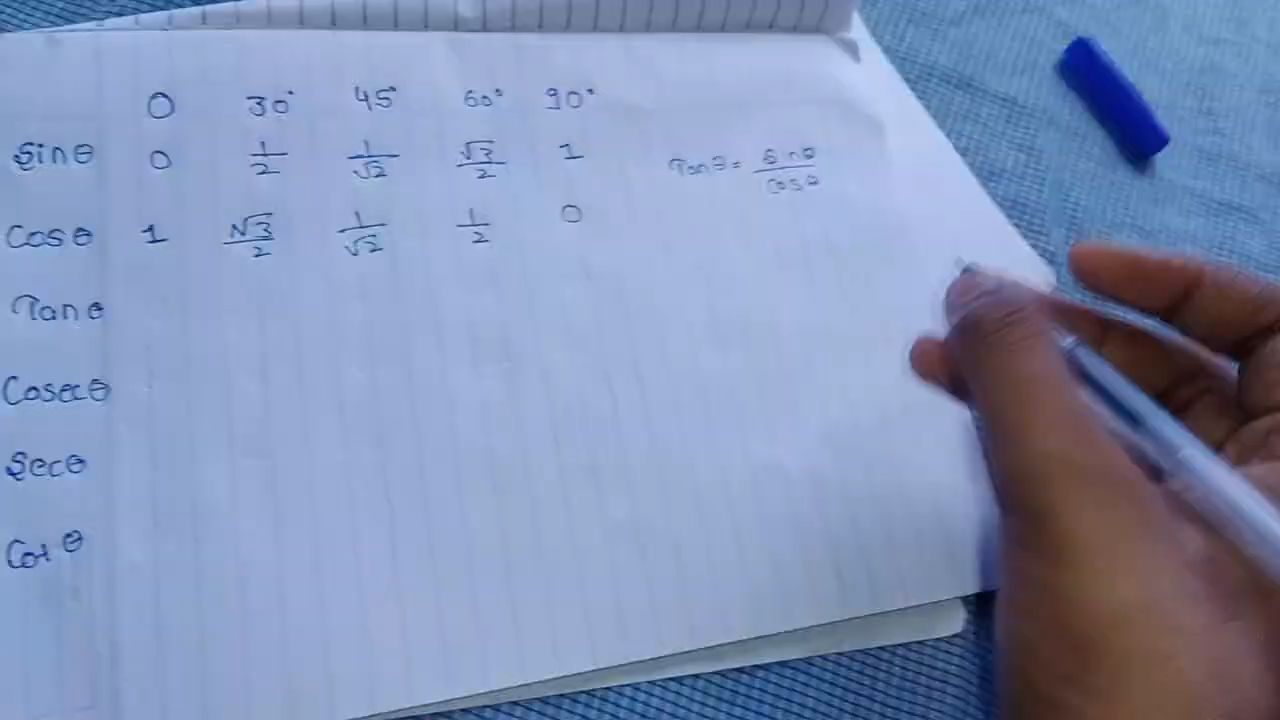 0 30° 45° 60° 90°
Sinθ 0 1/2 1/√2 √3/2 1
Tanθ = Sinθ/Cosθ
Cosθ 1 √3/2 1/√2 1/2 0
Tanθ
Cosecθ
Secθ
Cotθ